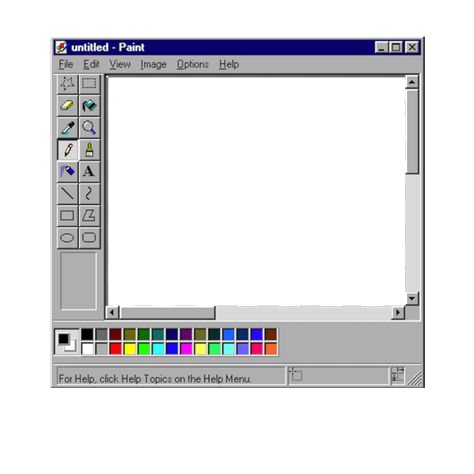 untitled - Paint
File Edit View Image Options Help
A
For Help, click Help Topics on the Help Menu.